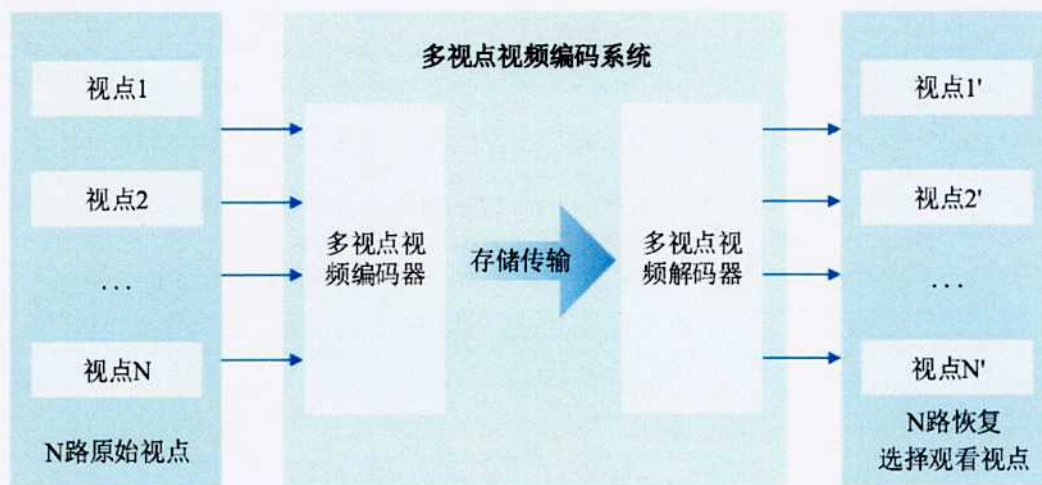 多视点视频编码系统
视点1
视点2
...
视点N
N路原始视点
多视点视
频编码器
存储传输
多视点视
频解码器
视点1'
视点2'
...
视点N'
N路恢复
选择观看视点